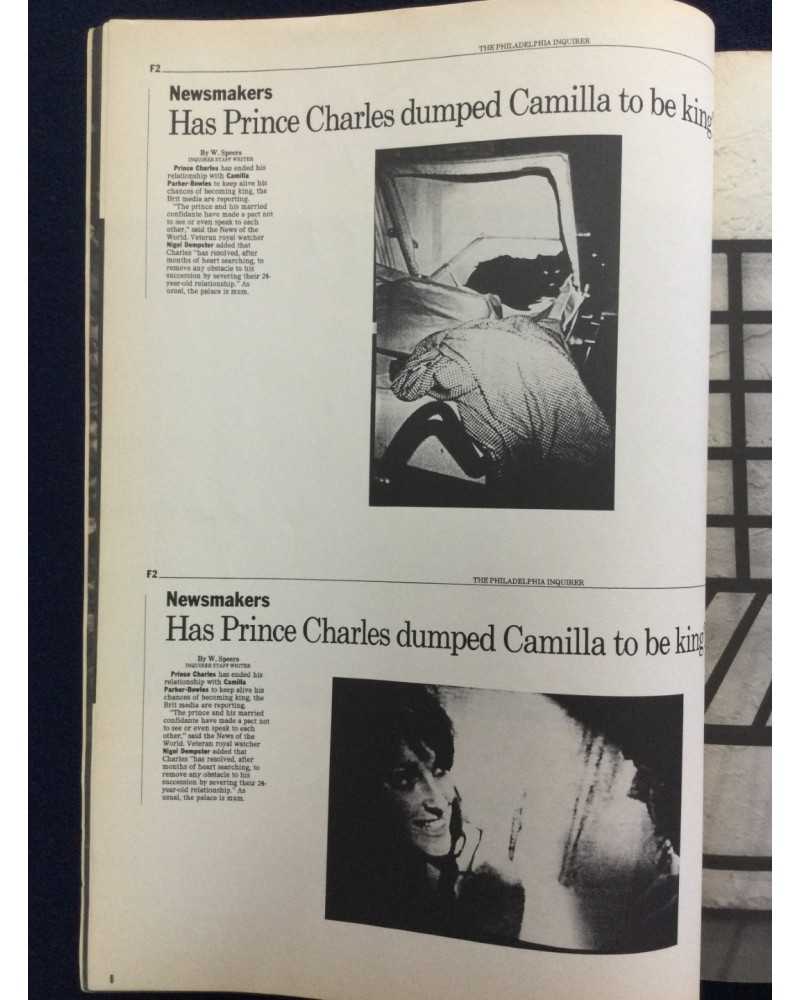 THE PHILADELPHIA INQUIRER
F2
Newsmakers
Has Prince Charles dumped Camilla to be king
By W. Speers
INQUIRER STAFF WRITER
Prince Charles has ended his
relationship with Camilla
Parker-Bowles to keep alive his
chances of becoming king, the
Brit media are reporting.
"The prince and his married
confidante have made a pact not
to see or even speak to each
other," said the News of the
World. Veteran royal watcher
Nigel Dempster added that
Charles "has resolved, after
months of heart searching, to
remove any obstacle to his
succession by severing their 24-
year-old relationship." As
usual, the palace is mum.
F2
THE PHILADELPHIA INQUIRER
Newsmakers
Has Prince Charles dumped Camilla to be king
By W. Speers
INQUIRER STAFF WRITER
Prince Charles has ended his
relationship with Camilla
Parker-Bowles to keep alive his
chances of becoming king, the
Brit media are reporting.
"The prince and his married
confidante have made a pact not
to see or even speak to each
other," said the News of the
World. Veteran royal watcher
Nigel Dempster added that
Charles "has resolved, after
months of heart searching, to
remove any obstacle to his
succession by severing their 24-
year-old relationship." As
usual, the palace is mum.